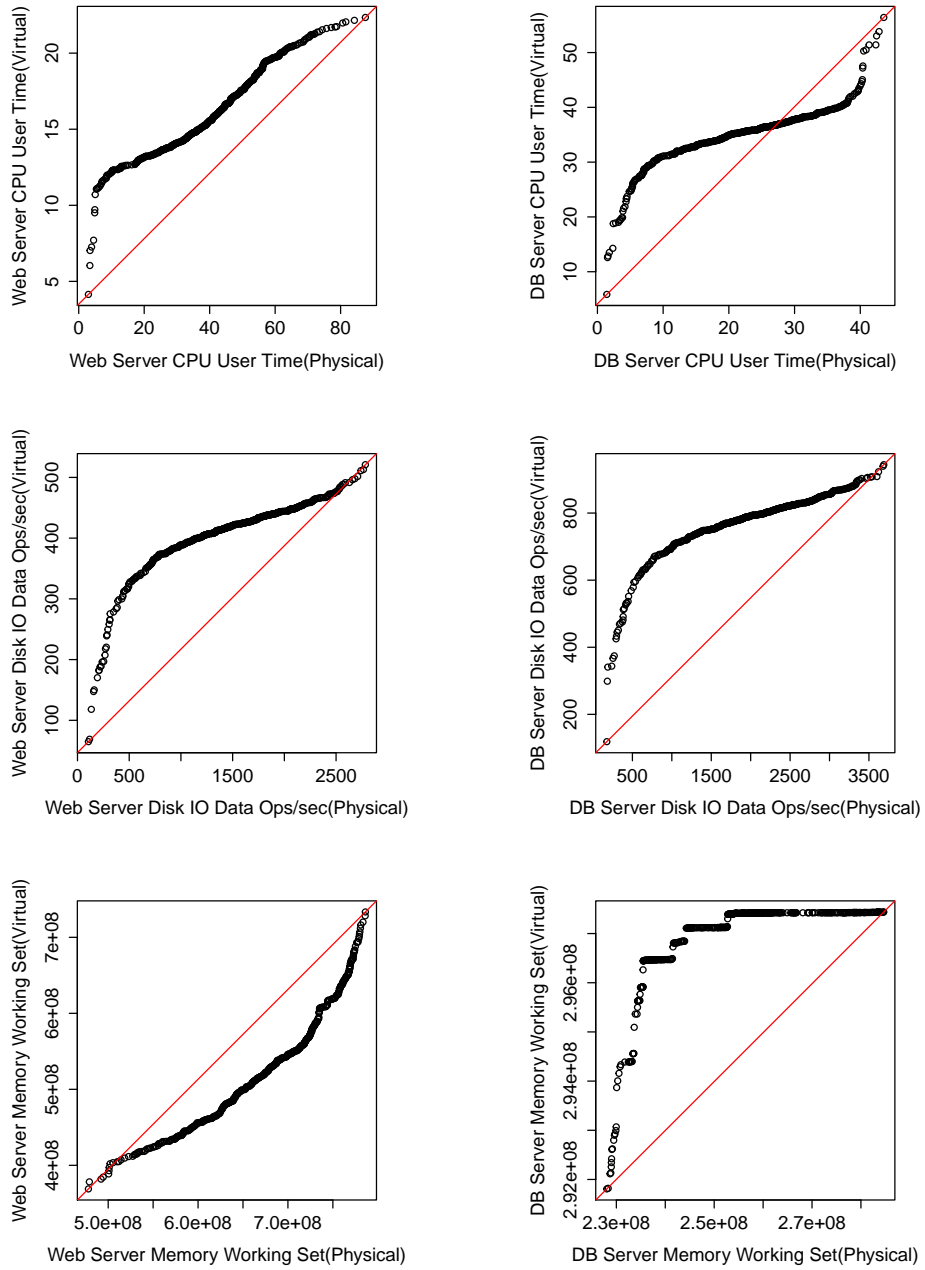 Web Server CPU User Time(Virtual)
20
15
10
5
0 20 40 60 80
Web Server CPU User Time(Physical)
DB Server CPU User Time(Virtual)
50
40
30
20
10
0 10 20 30 40
DB Server CPU User Time(Physical)
Web Server Disk IO Data Ops/sec(Virtual)
500
400
300
200
100
0 500 1500 2500
Web Server Disk IO Data Ops/sec(Physical)
DB Server Disk IO Data Ops/sec(Virtual)
800
600
400
200
500 1500 2500 3500
DB Server Disk IO Data Ops/sec(Physical)
Web Server Memory Working Set(Virtual)
7e+08
6e+08
5e+08
4e+08
5.0e+08 6.0e+08 7.0e+08
Web Server Memory Working Set(Physical)
DB Server Memory Working Set(Virtual)
2.96e+08
2.94e+08
2.92e+08
2.3e+08 2.5e+08 2.7e+08
DB Server Memory Working Set(Physical)